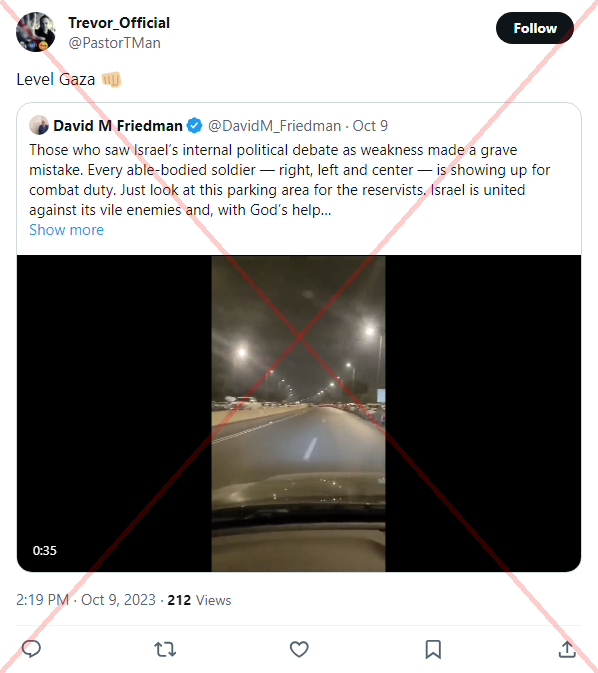 Trevor_Official
Follow
@PastorTMan
Level Gaza 👊🏼
David M Friedman @DavidM_Friedman · Oct 9
Those who saw Israel’s internal political debate as weakness made a grave
mistake. Every able-bodied soldier — right, left and center — is showing up for
combat duty. Just look at this parking area for the reservists. Israel is united
against its vile enemies and, with God’s help...
Show more
0:35
2:19 PM · Oct 9, 2023 · 212 Views